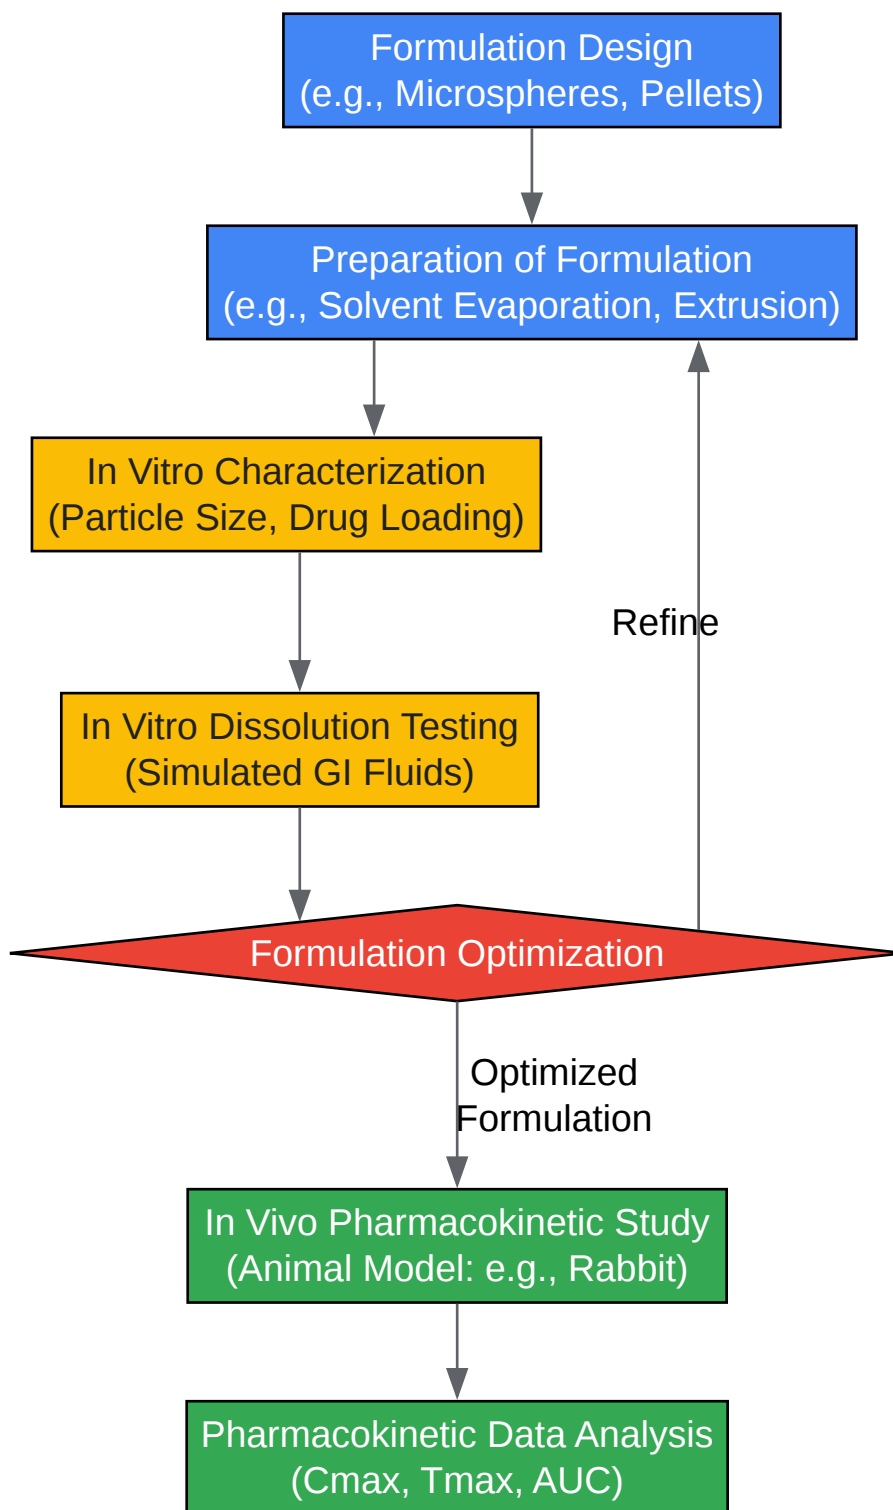 Formulation Design
(e.g., Microspheres, Pellets)
Preparation of Formulation
(e.g., Solvent Evaporation, Extrusion)
In Vitro Characterization
(Particle Size, Drug Loading)
Refine
In Vitro Dissolution Testing
(Simulated GI Fluids)
Formulation Optimization
Optimized
Formulation
In Vivo Pharmacokinetic Study
(Animal Model: e.g., Rabbit)
Pharmacokinetic Data Analysis
(Cmax, Tmax, AUC)